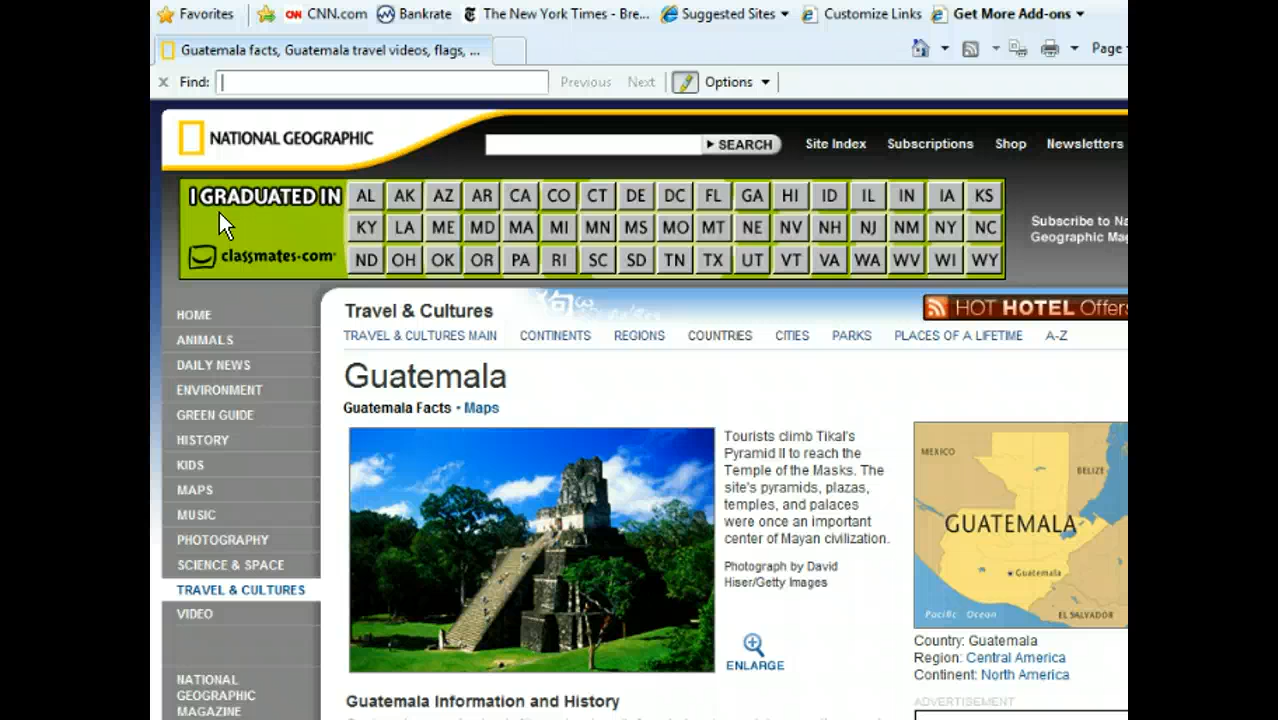 Favorites CNN.com Bankrate The New York Times - Bre... Suggested Sites Customize Links Get More Add-ons
Guatemala facts, Guatemala travel videos, flags, ... Page
x Find: Previous Next Options
NATIONAL GEOGRAPHIC SEARCH Site Index Subscriptions Shop Newsletters
I GRADUATED IN AL AK AZ AR CA CO CT DE DC FL GA HI ID IL IN IA KS
KY LA ME MD MA MI MN MS MO MT NE NV NH NJ NM NY NC
classmates.com ND OH OK OR PA RI SC SD TN TX UT VT VA WA WV WI WY
Subscribe to Na
Geographic Mag
HOME
ANIMALS
DAILY NEWS
ENVIRONMENT
GREEN GUIDE
HISTORY
KIDS
MAPS
MUSIC
PHOTOGRAPHY
SCIENCE & SPACE
TRAVEL & CULTURES
VIDEO
NATIONAL
GEOGRAPHIC
MAGAZINE
Travel & Cultures
HOT HOTEL Offers
TRAVEL & CULTURES MAIN CONTINENTS REGIONS COUNTRIES CITIES PARKS PLACES OF A LIFETIME A-Z
Guatemala
Guatemala Facts • Maps
Tourists climb Tikal's
Pyramid II to reach the
Temple of the Masks. The
site's pyramids, plazas,
temples, and palaces
were once an important
center of Mayan civilization.
Photograph by David
Hiser/Getty Images
ENLARGE
MEXICO
BELIZE
GUATEMALA
Guatemala
Pacific Ocean
EL SALVADOR
Country: Guatemala
Region: Central America
Continent: North America
ADVERTISEMENT
Guatemala Information and History